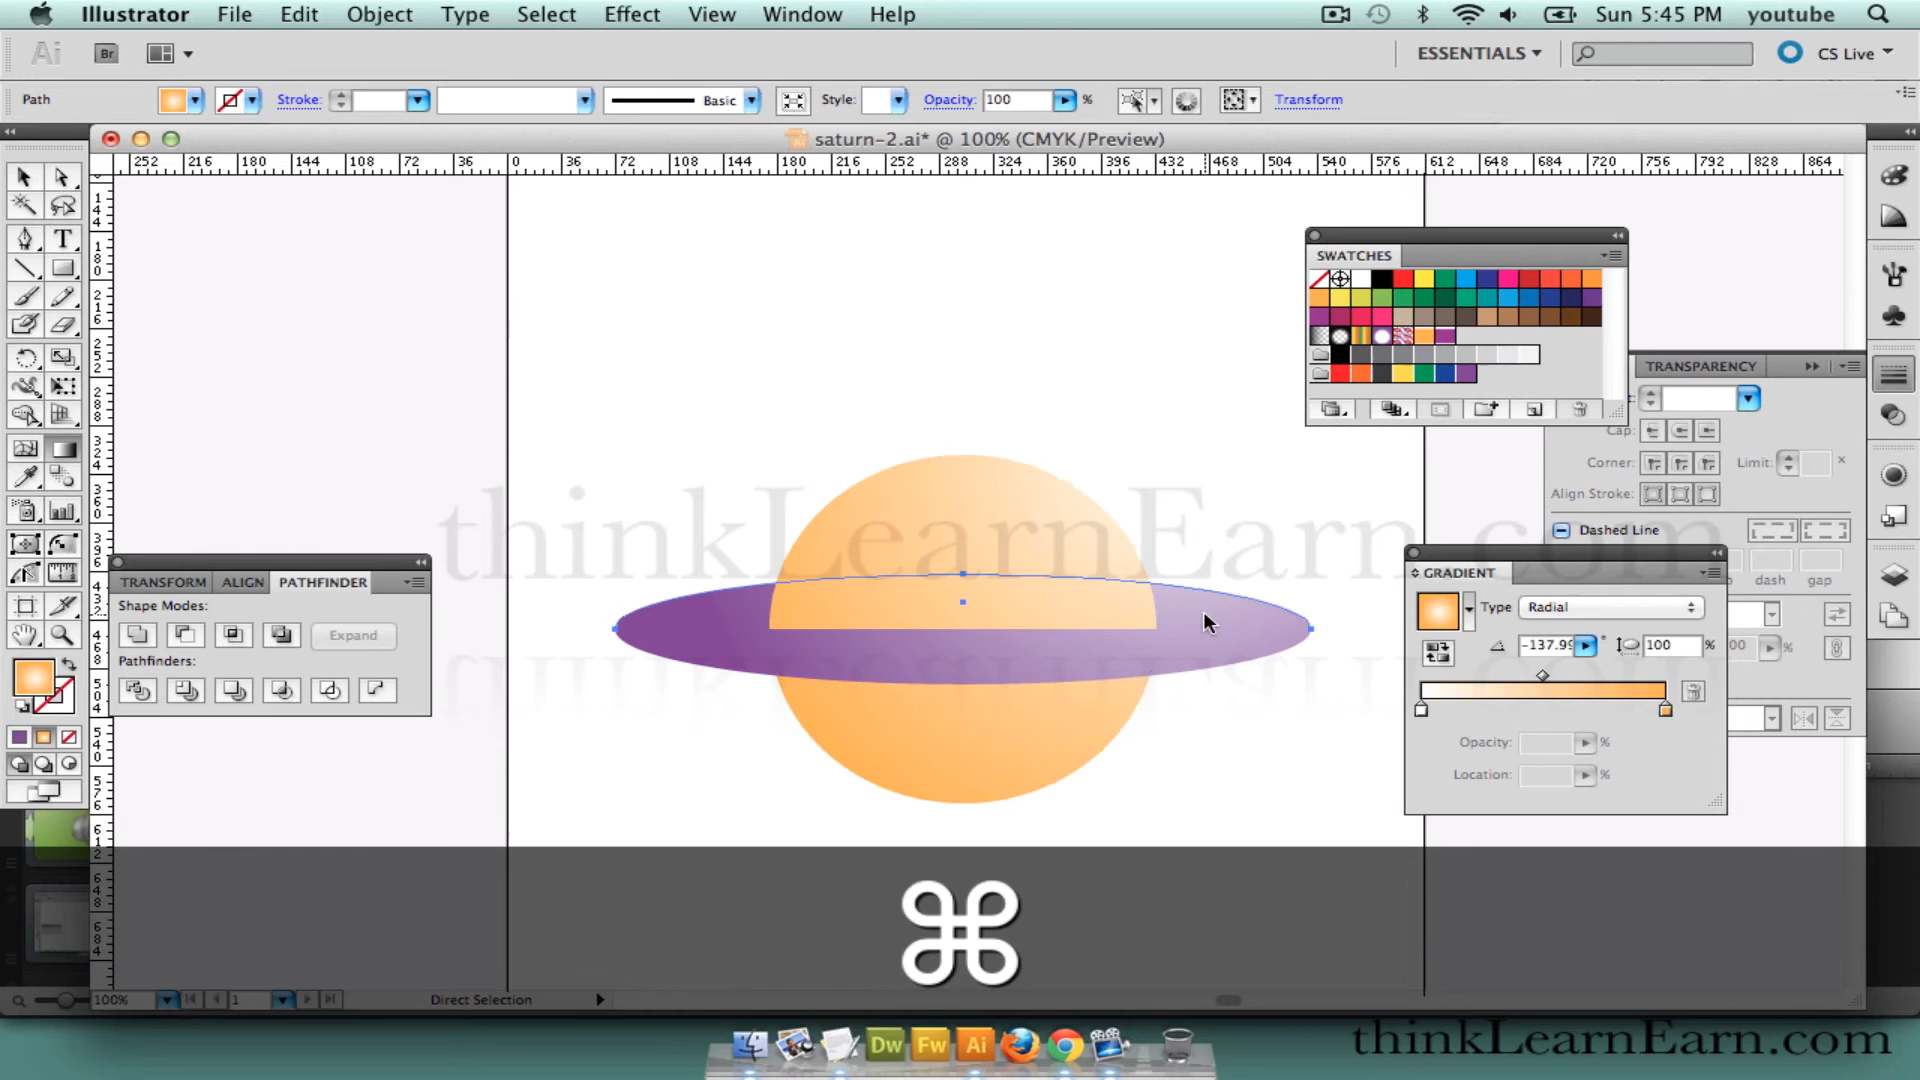 Illustrator File Edit Object Type Select Effect View Window Help Sun 5:45 PM youtube
Ai Br ESSENTIALS CS Live
Path Stroke: Basic Style: Opacity: 100 % Transform
saturn-2.ai* @ 100% (CMYK/Preview)
252 216 180 144 108 72 36 0 36 72 108 144 180 216 252 288 324 360 396 432 468 504 540 576 612 648 684 720 756 792 828 864
SWATCHES
TRANSPARENCY
Cap:
Corner: Limit: x
Align Stroke:
Dashed Line
dash gap
thinkLearnEarn.com
TRANSFORM ALIGN PATHFINDER
Shape Modes:
Expand
Pathfinders:
GRADIENT
Type Radial
-137.99 ° 100 %
Opacity: %
Location: %
⌘
100% 1 Direct Selection
Dw Fw Ai
thinkLearnEarn.com